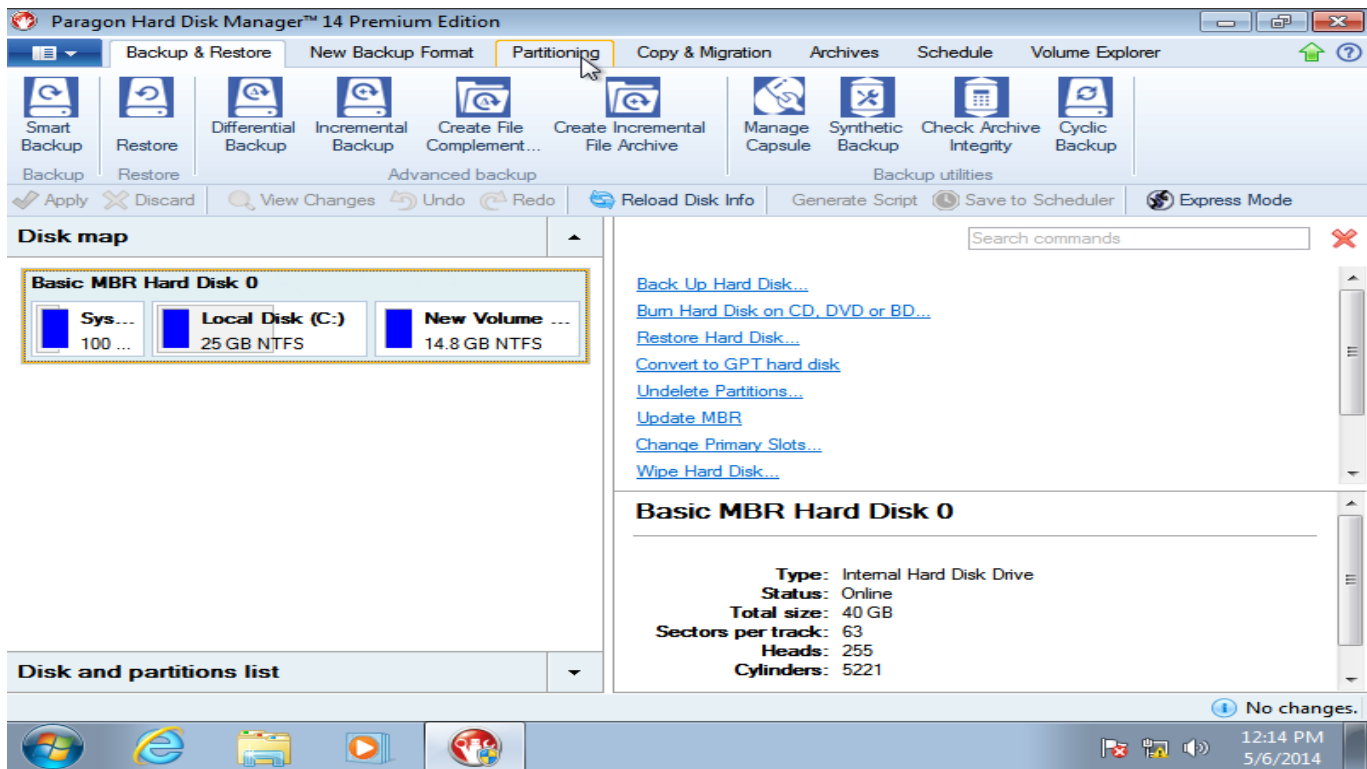 Paragon Hard Disk Manager™ 14 Premium Edition
Backup & Restore New Backup Format Partitioning Copy & Migration Archives Schedule Volume Explorer
Smart Backup
Restore
Differential Backup
Incremental Backup
Create File Complement...
Create Incremental File Archive
Manage Capsule
Synthetic Backup
Check Archive Integrity
Cyclic Backup
Backup Restore Advanced backup Backup utilities
Apply Discard View Changes Undo Redo Reload Disk Info Generate Script Save to Scheduler Express Mode
Disk map
Search commands
Basic MBR Hard Disk 0
Sys...
100 ...
Local Disk (C:)
25 GB NTFS
New Volume ...
14.8 GB NTFS
Back Up Hard Disk...
Burn Hard Disk on CD, DVD or BD...
Restore Hard Disk...
Convert to GPT hard disk
Undelete Partitions...
Update MBR
Change Primary Slots...
Wipe Hard Disk...
Basic MBR Hard Disk 0
Type: Internal Hard Disk Drive
Status: Online
Total size: 40 GB
Sectors per track: 63
Heads: 255
Cylinders: 5221
Disk and partitions list
No changes.
12:14 PM
5/6/2014